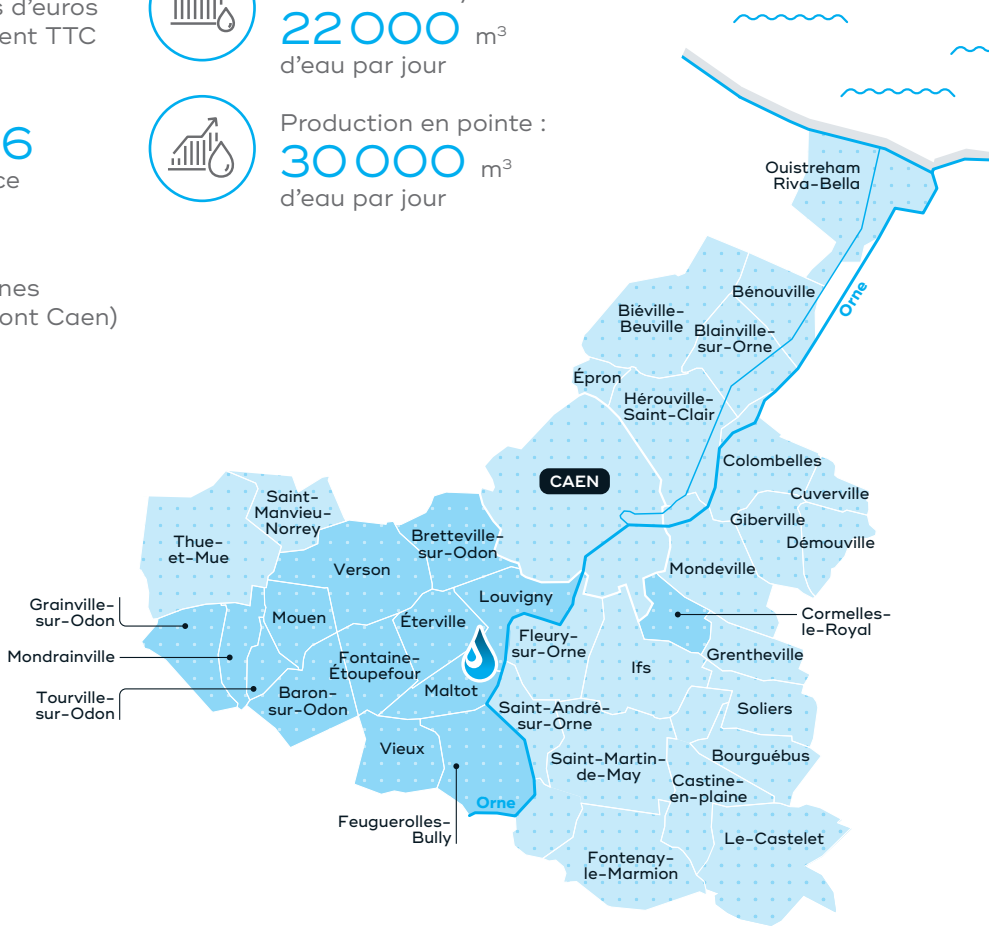 s d'euros
ent TTC
22 000 m³
d'eau par jour
6
ce
Production en pointe :
30 000 m³
d'eau par jour
nes
ont Caen)
Ouistreham
Riva-Bella
Orne
Bénouville
Biéville-
Beuville
Blainville-
sur-Orne
Épron
Hérouville-
Saint-Clair
CAEN
Colombelles
Cuverville
Giberville
Démouville
Mondeville
Saint-
Manvieu-
Norrey
Thue-
et-Mue
Bretteville-
sur-Odon
Verson
Louvigny
Grainville-
sur-Odon
Mouen
Éterville
Fleury-
sur-Orne
Cormelles-
le-Royal
Mondrainville
Fontaine-
Étoupefour
Ifs
Grentheville
Tourville-
sur-Odon
Baron-
sur-Odon
Maltot
Saint-André-
sur-Orne
Soliers
Vieux
Saint-Martin-
de-May
Bourguébus
Castine-
en-plaine
Orne
Feuguerolles-
Bully
Le-Castelet
Fontenay-
le-Marmion